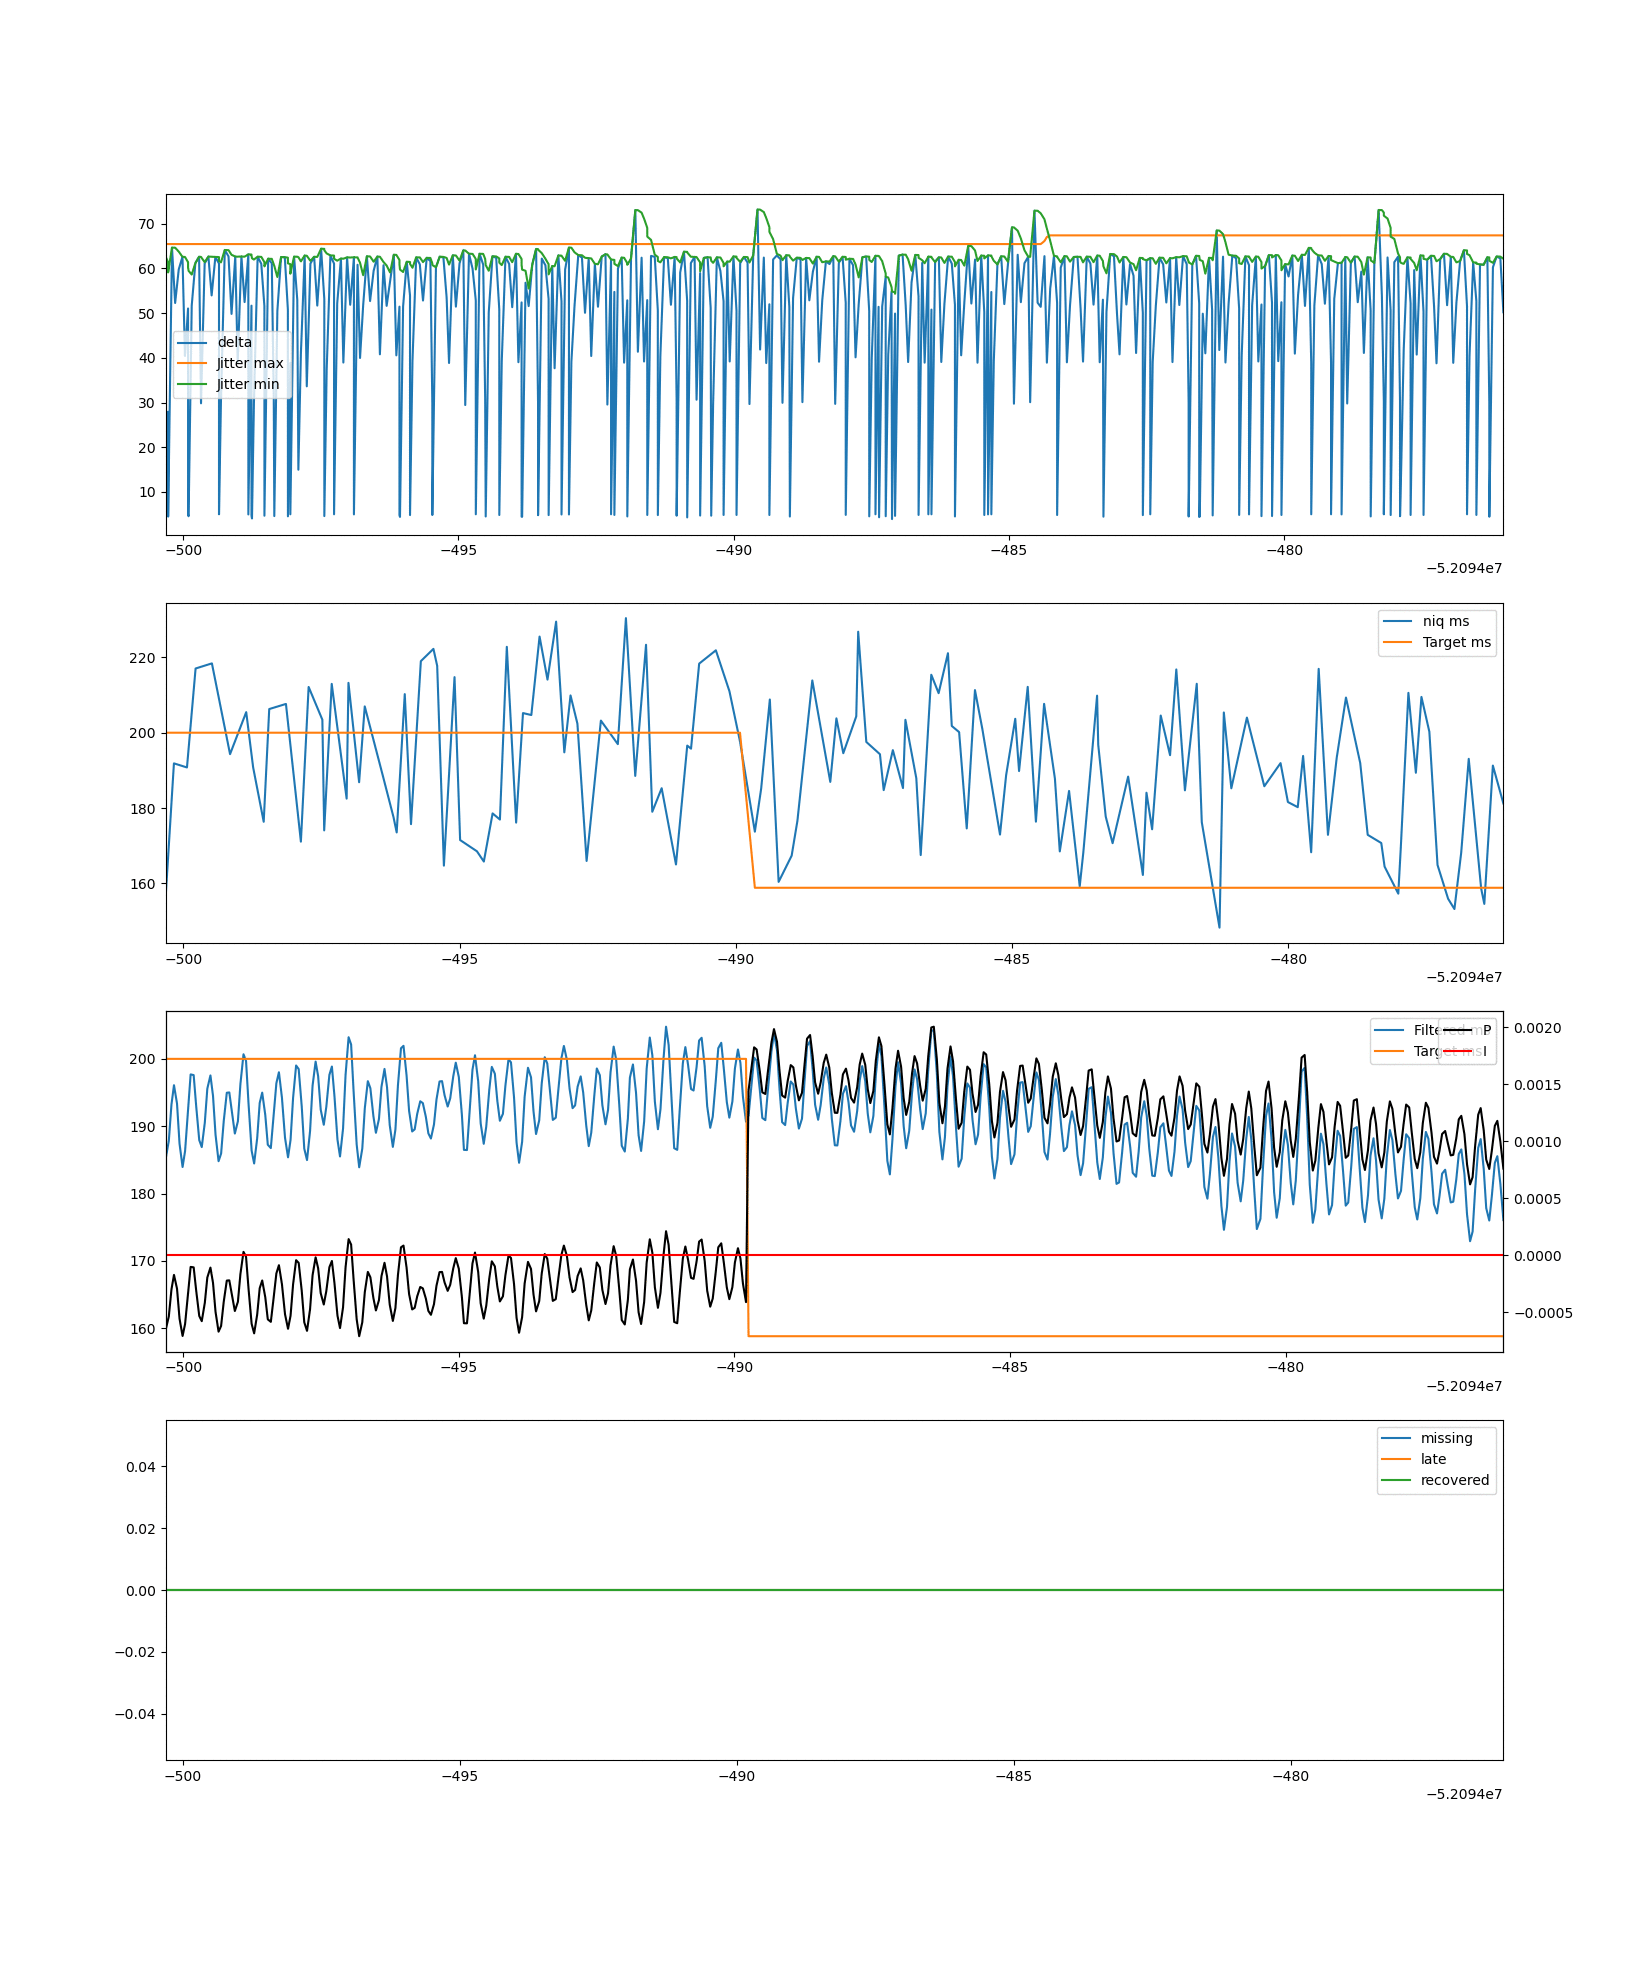 70
60
50
40
30
20
10
delta
Jitter max
Jitter min
−500 −495 −490 −485 −480
−5.2094e7
220
200
180
160
niq ms
Target ms
−500 −495 −490 −485 −480
−5.2094e7
200
190
180
170
160
Filtered ms
Target ms
P
I
0.0020
0.0015
0.0010
0.0005
0.0000
−0.0005
−500 −495 −490 −485 −480
−5.2094e7
0.04
0.02
0.00
−0.02
−0.04
missing
late
recovered
−500 −495 −490 −485 −480
−5.2094e7